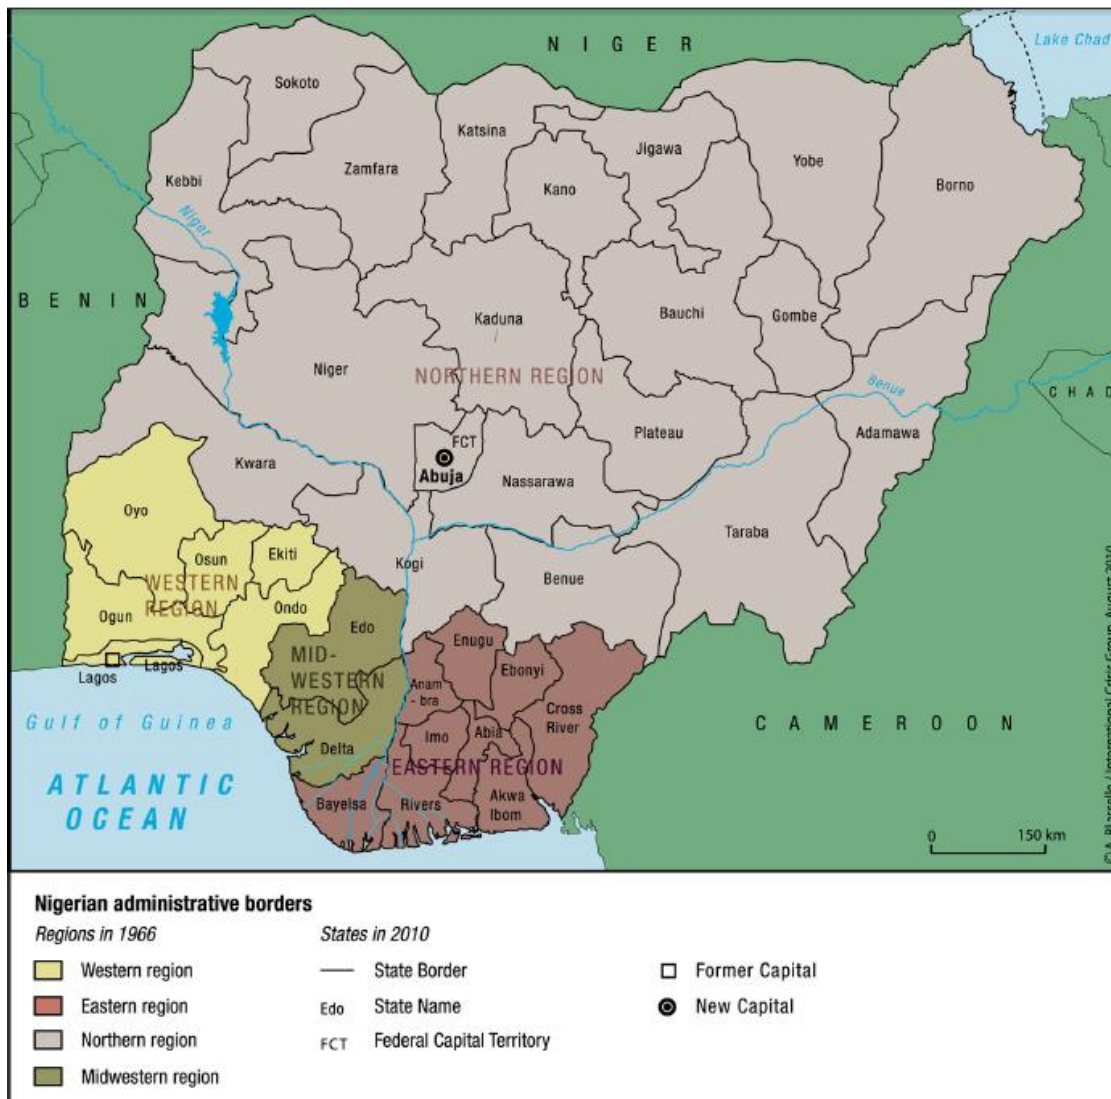 NIGER
Lake Chad
Sokoto
Katsina
Jigawa
Yobe
Borno
Zamfara
Kano
Kebbi
Niger
BENIN
Kaduna
Bauchi
Gombe
Niger
NORTHERN REGION
Benue
CHAD
FCT
Abuja
Plateau
Adamawa
Kwara
Nassarawa
Oyo
Taraba
Osun
Ekiti
Kogi
Benue
WESTERN
REGION
Ogun
Ondo
Edo
Enugu
Lagos
Lagos
MID-
WESTERN
REGION
Ebonyi
Anam
-bra
Cross
River
Gulf of Guinea
CAMEROON
Imo
Abia
Delta
EASTERN REGION
ATLANTIC
OCEAN
Bayelsa
Rivers
Akwa
Ibom
0 150 km
Nigerian administrative borders
Regions in 1966
States in 2010
Western region
State Border
Former Capital
Eastern region
Edo State Name
New Capital
Northern region
FCT Federal Capital Territory
Midwestern region